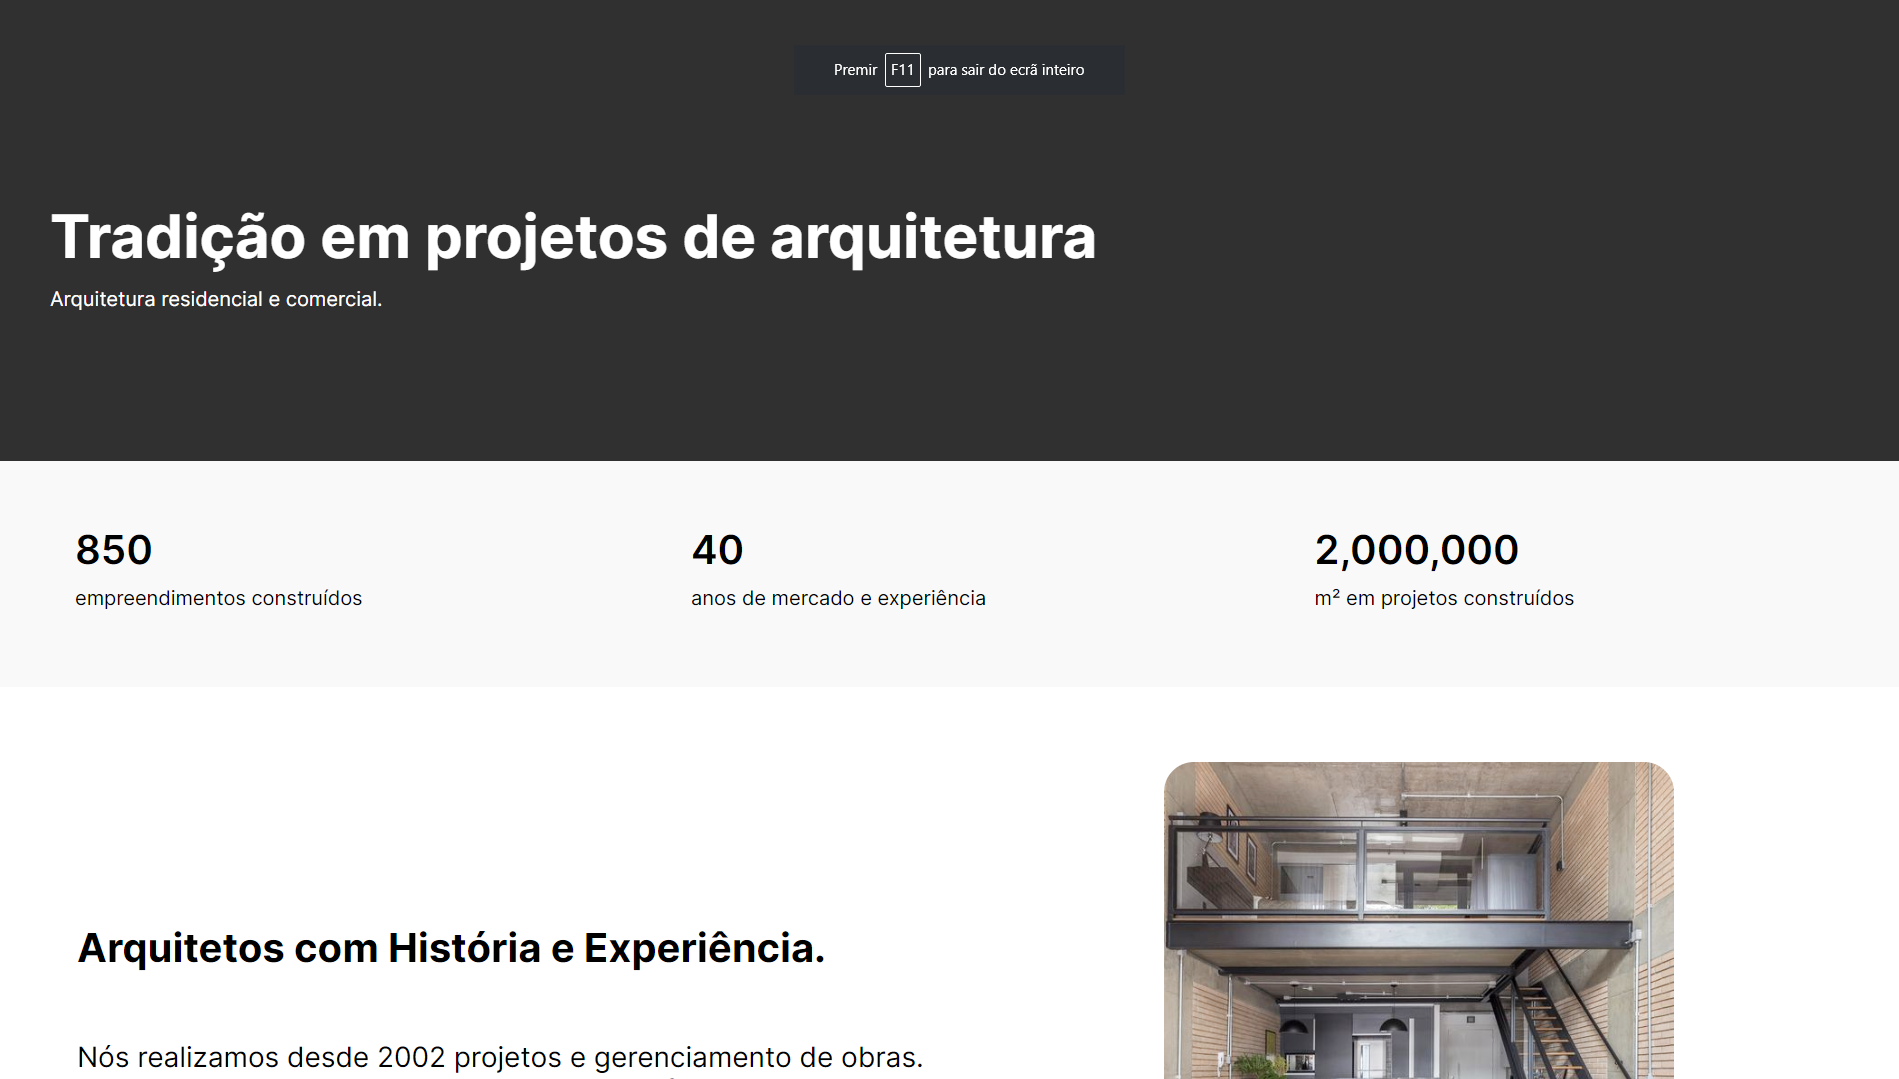 Premir F11 para sair do ecrã inteiro
Tradição em projetos de arquitetura
Arquitetura residencial e comercial.
850
empreendimentos construídos
40
anos de mercado e experiência
2,000,000
m² em projetos construídos
Arquitetos com História e Experiência.
Nós realizamos desde 2002 projetos e gerenciamento de obras.